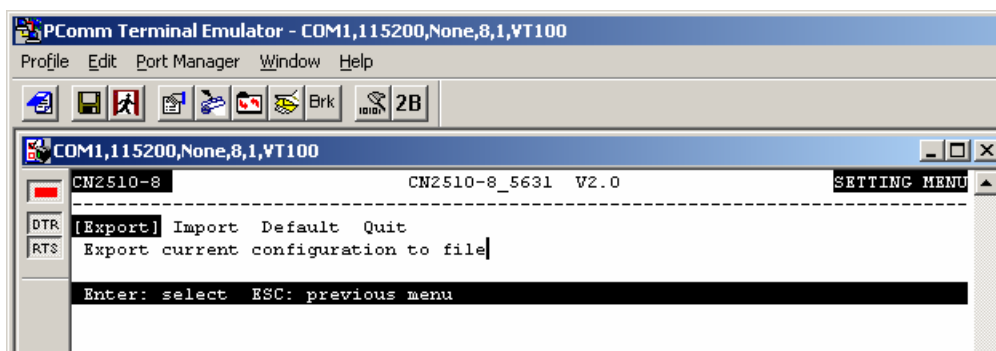 PComm Terminal Emulator - COM1,115200,None,8,1,VT100
Profile Edit Port Manager Window Help
Brk 2B
COM1,115200,None,8,1,VT100
CN2510-8 CN2510-8_5631 V2.0 SETTING MENU
DTR [Export] Import Default Quit
RTS Export current configuration to file
Enter: select ESC: previous menu